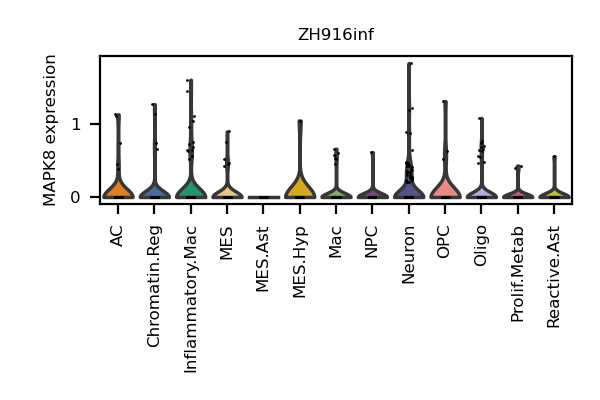 ZH916inf
MAPK8 expression
1
0
AC
Chromatin.Reg
Inflammatory.Mac
MES
MES.Ast
MES.Hyp
Mac
NPC
Neuron
OPC
Oligo
Prolif.Metab
Reactive.Ast